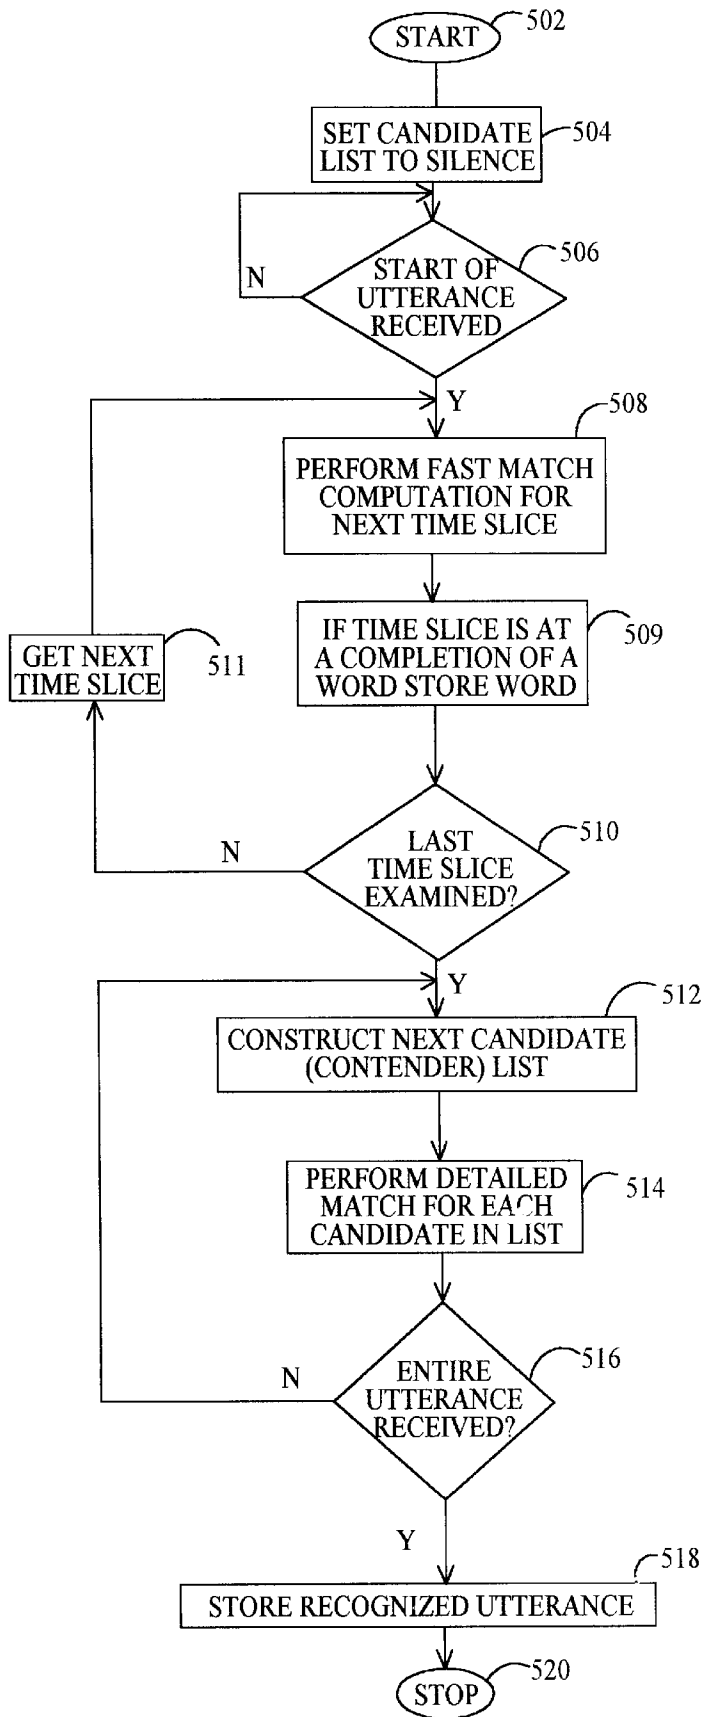 START
502
SET CANDIDATE
LIST TO SILENCE
504
START OF
UTTERANCE
RECEIVED
506
N
Y
PERFORM FAST MATCH
COMPUTATION FOR
NEXT TIME SLICE
508
IF TIME SLICE IS AT
A COMPLETION OF A
WORD STORE WORD
509
GET NEXT
TIME SLICE
511
LAST
TIME SLICE
EXAMINED?
510
N
Y
CONSTRUCT NEXT CANDIDATE
(CONTENDER) LIST
512
PERFORM DETAILED
MATCH FOR EACH
CANDIDATE IN LIST
514
ENTIRE
UTTERANCE
RECEIVED?
516
N
Y
STORE RECOGNIZED UTTERANCE
518
STOP
520